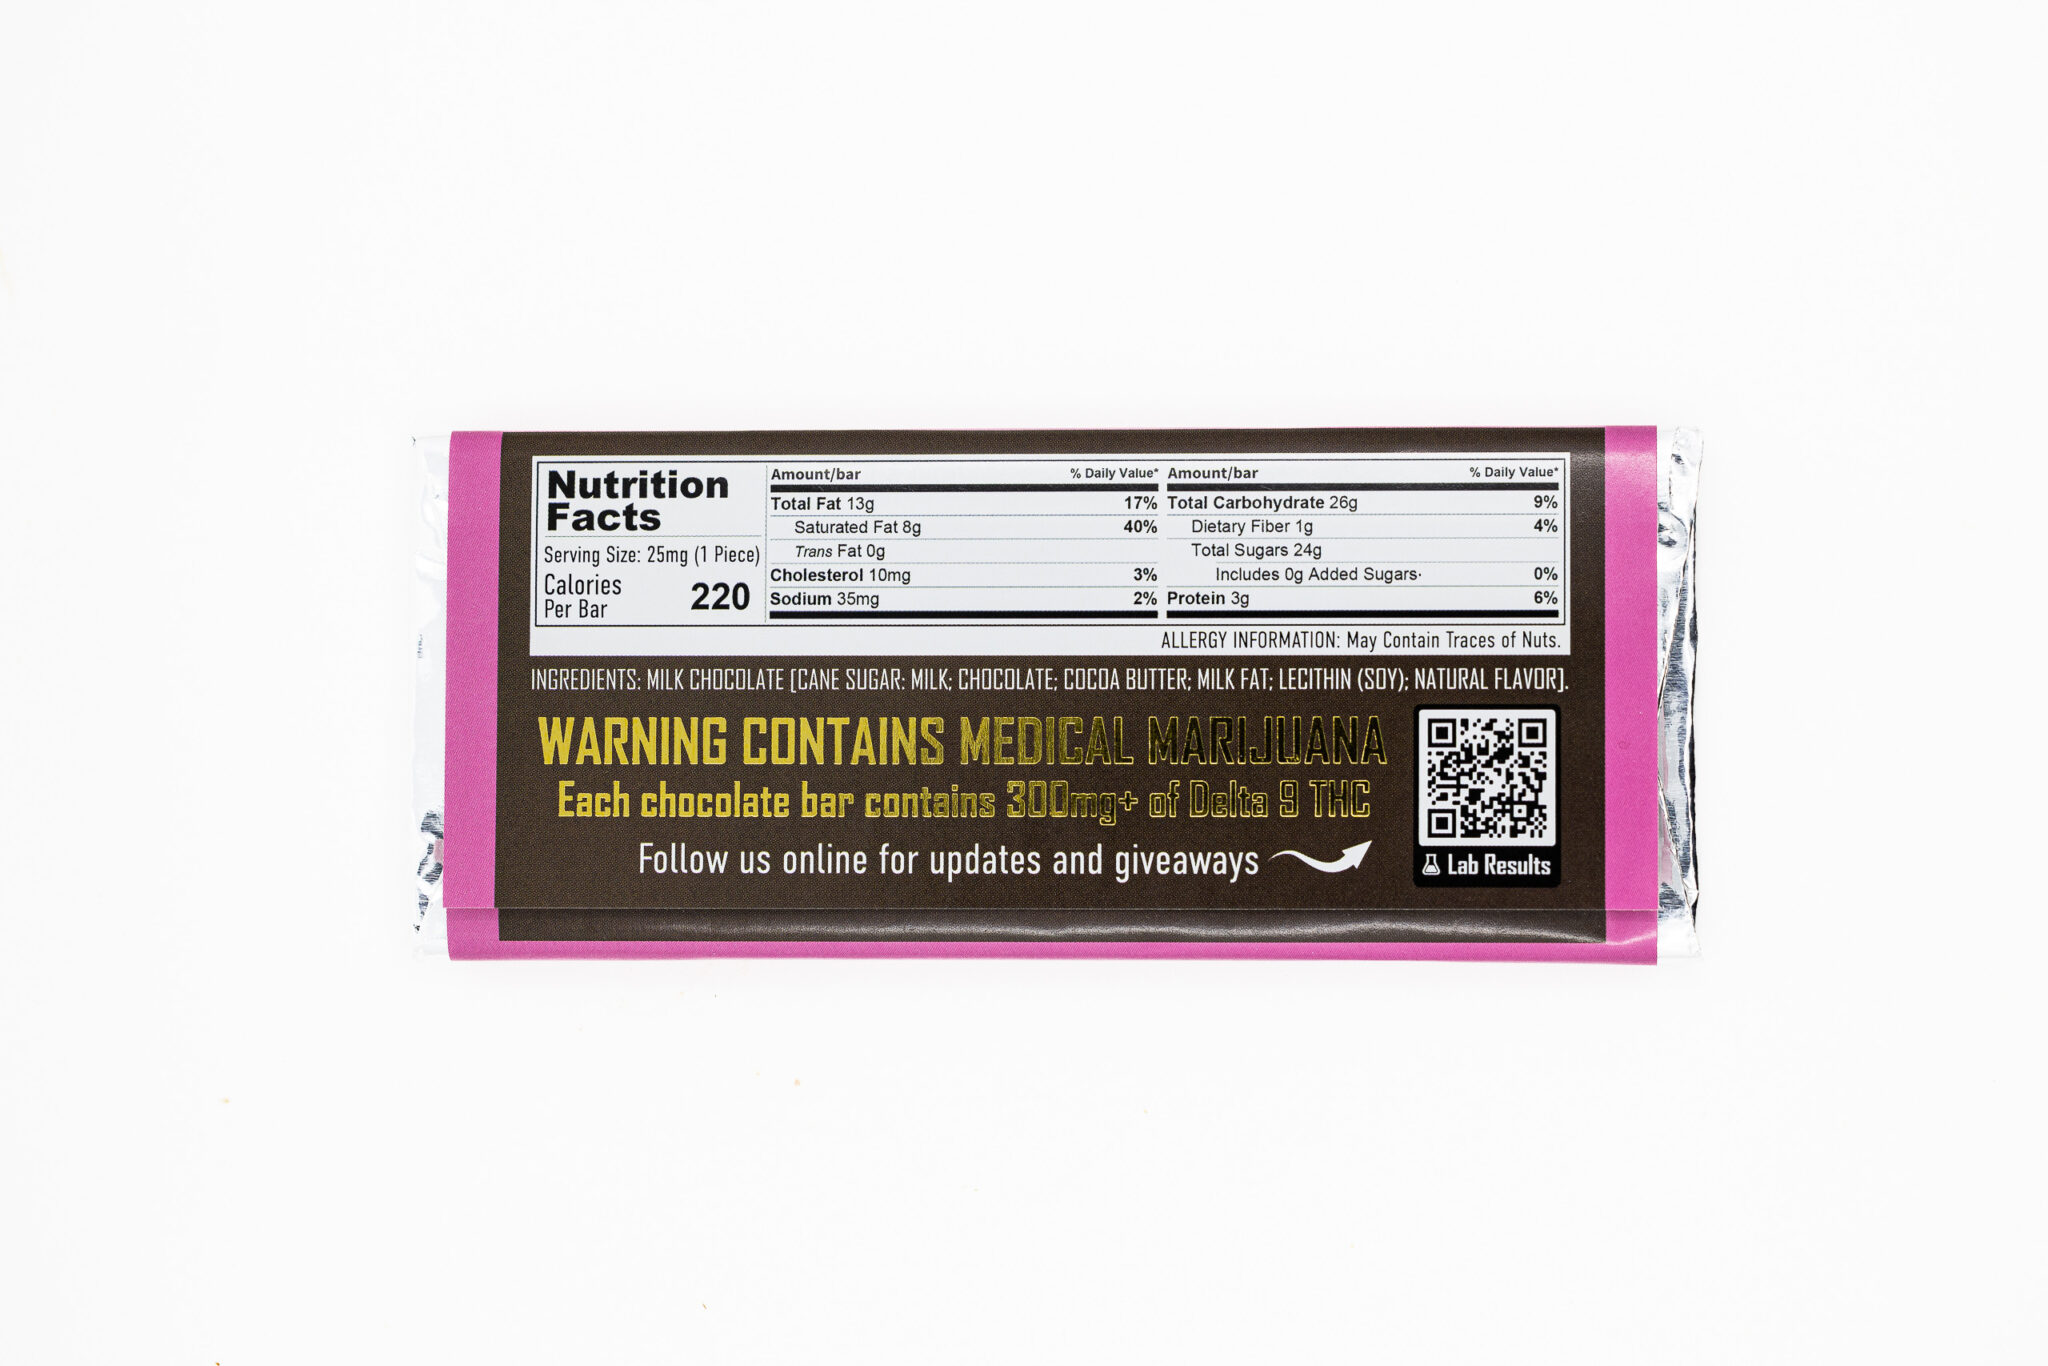 Nutrition
Facts
Serving Size: 25mg (1 Piece)
Calories
Per Bar 220
Amount/bar % Daily Value*
Total Fat 13g 17%
Saturated Fat 8g 40%
Trans Fat 0g
Cholesterol 10mg 3%
Sodium 35mg 2%
Amount/bar % Daily Value*
Total Carbohydrate 26g 9%
Dietary Fiber 1g 4%
Total Sugars 24g
Includes 0g Added Sugars· 0%
Protein 3g 6%
ALLERGY INFORMATION: May Contain Traces of Nuts.
INGREDIENTS: MILK CHOCOLATE [CANE SUGAR: MILK; CHOCOLATE; COCOA BUTTER; MILK FAT; LECITHIN (SOY); NATURAL FLAVOR].
WARNING CONTAINS MEDICAL MARIJUANA
Each chocolate bar contains 300mg+ of Delta 9 THC
Follow us online for updates and giveaways
Lab Results